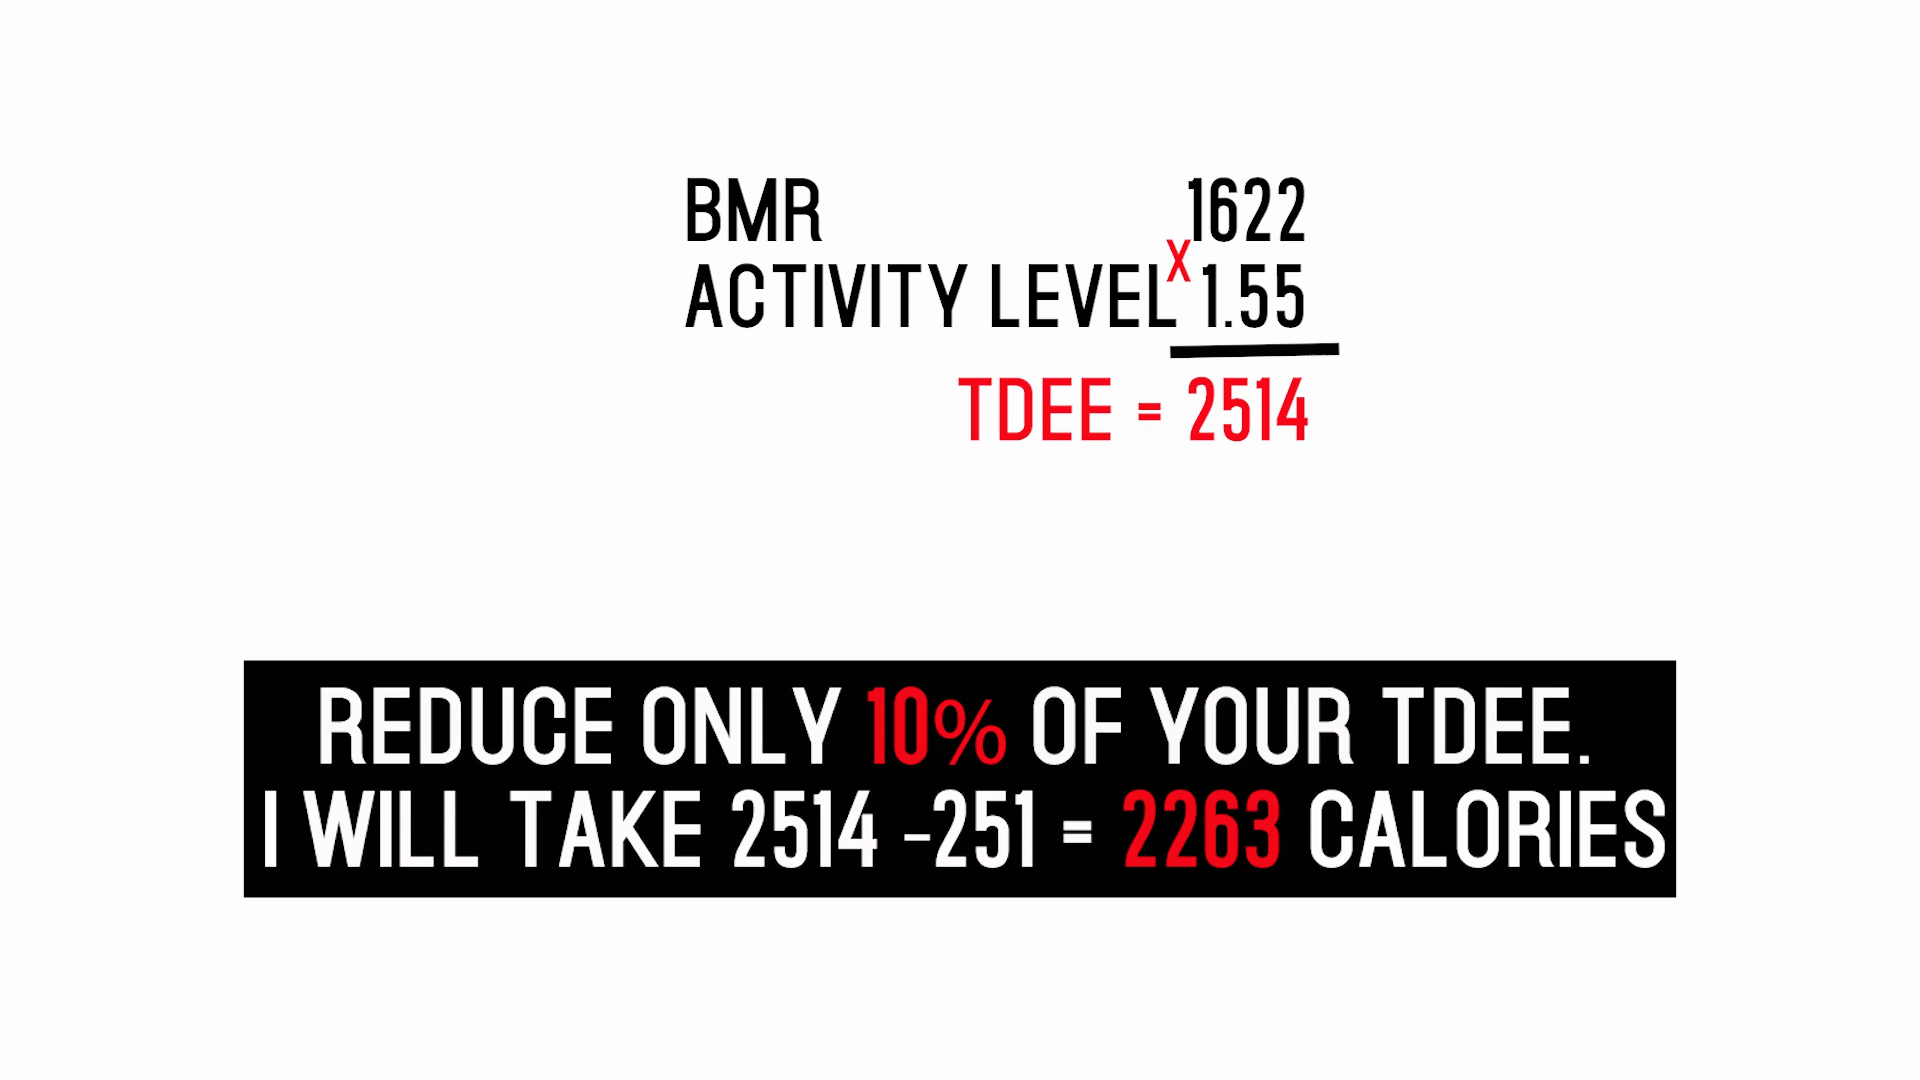 BMR 1622
ACTIVITY LEVEL X 1.55
TDEE = 2514
REDUCE ONLY 10% OF YOUR TDEE.
I WILL TAKE 2514 -251 = 2263 CALORIES